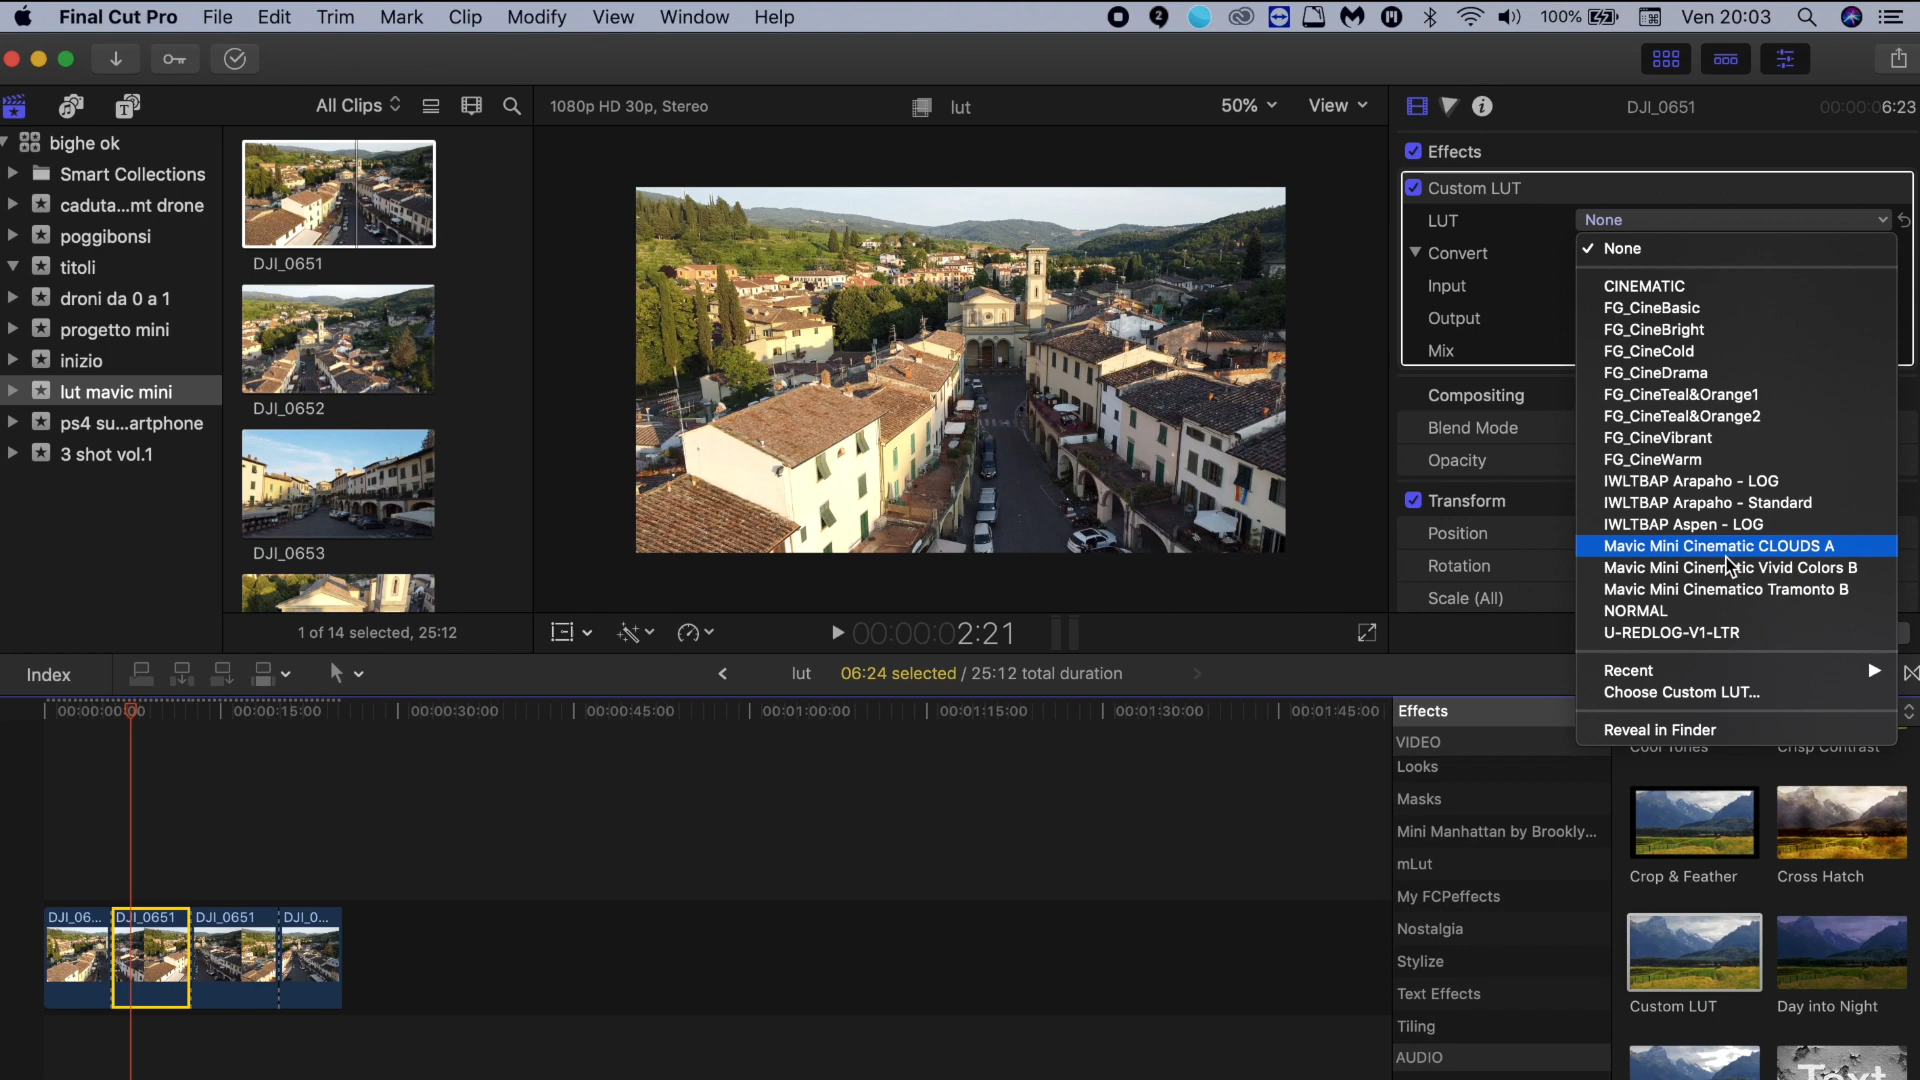 Final Cut Pro File Edit Trim Mark Clip Modify View Window Help
2 100% Ven 20:03
All Clips
1080p HD 30p, Stereo
lut
50% View
DJI_0651
00:00:06:23
bighe ok
Smart Collections
caduta...mt drone
poggibonsi
titoli
droni da 0 a 1
progetto mini
inizio
lut mavic mini
ps4 su...artphone
3 shot vol.1
DJI_0651
DJI_0652
DJI_0653
1 of 14 selected, 25:12
00:00:02:21
Effects
Custom LUT
LUT
None
Convert
Input
Output
Mix
Compositing
Blend Mode
Opacity
Transform
Position
Rotation
Scale (All)
None
CINEMATIC
FG_CineBasic
FG_CineBright
FG_CineCold
FG_CineDrama
FG_CineTeal&Orange1
FG_CineTeal&Orange2
FG_CineVibrant
FG_CineWarm
IWLTBAP Arapaho - LOG
IWLTBAP Arapaho - Standard
IWLTBAP Aspen - LOG
Mavic Mini Cinematic CLOUDS A
Mavic Mini Cinematic Vivid Colors B
Mavic Mini Cinematico Tramonto B
NORMAL
U-REDLOG-V1-LTR
Recent
Choose Custom LUT...
Reveal in Finder
Index
lut
06:24 selected / 25:12 total duration
00:00:00:00 00:00:15:00 00:00:30:00 00:00:45:00 00:01:00:00 00:01:15:00 00:01:30:00 00:01:45:00
DJI_06... DJI_0651 DJI_0651 DJI_0...
Effects
VIDEO
Looks
Masks
Mini Manhattan by Brookly...
mLut
My FCPeffects
Nostalgia
Stylize
Text Effects
Tiling
AUDIO
Cool Tones
Crisp Contrast
Crop & Feather
Cross Hatch
Custom LUT
Day into Night
Text